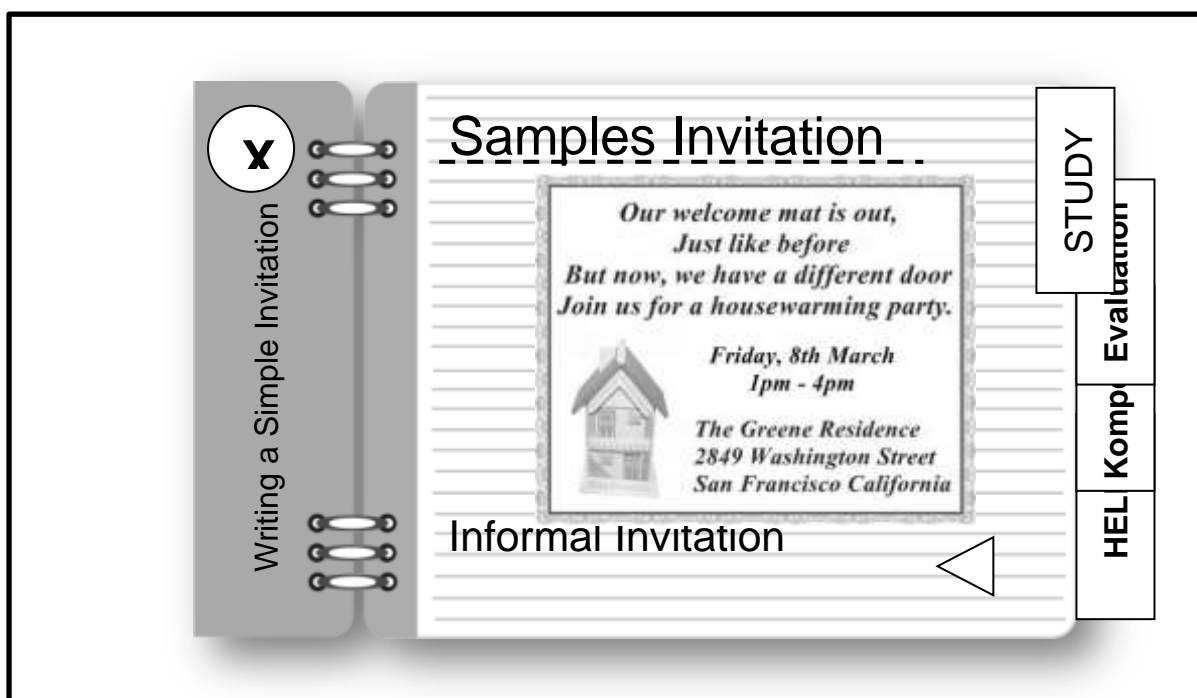 X
Writing a Simple Invitation
Samples Invitation
Our welcome mat is out,
Just like before
But now, we have a different door
Join us for a housewarming party.
Friday, 8th March
1pm - 4pm
The Greene Residence
2849 Washington Street
San Francisco California
Informal Invitation
STUDY
Evaluation
Kompe
HEL